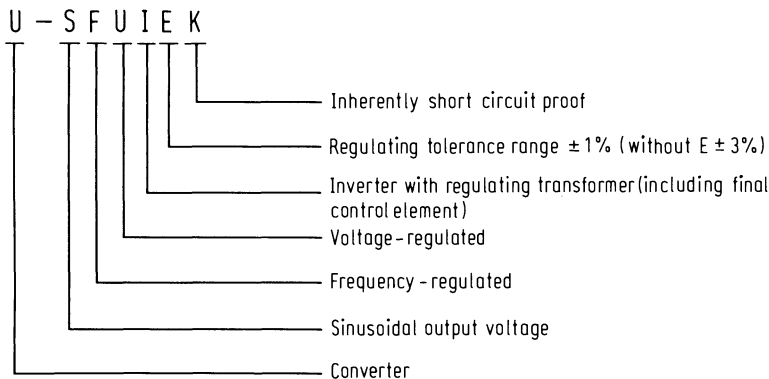 U – S F U I E K
Inherently short circuit proof
Regulating tolerance range ±1% (without E ± 3%)
Inverter with regulating transformer (including final
control element)
Voltage-regulated
Frequency-regulated
Sinusoidal output voltage
Converter